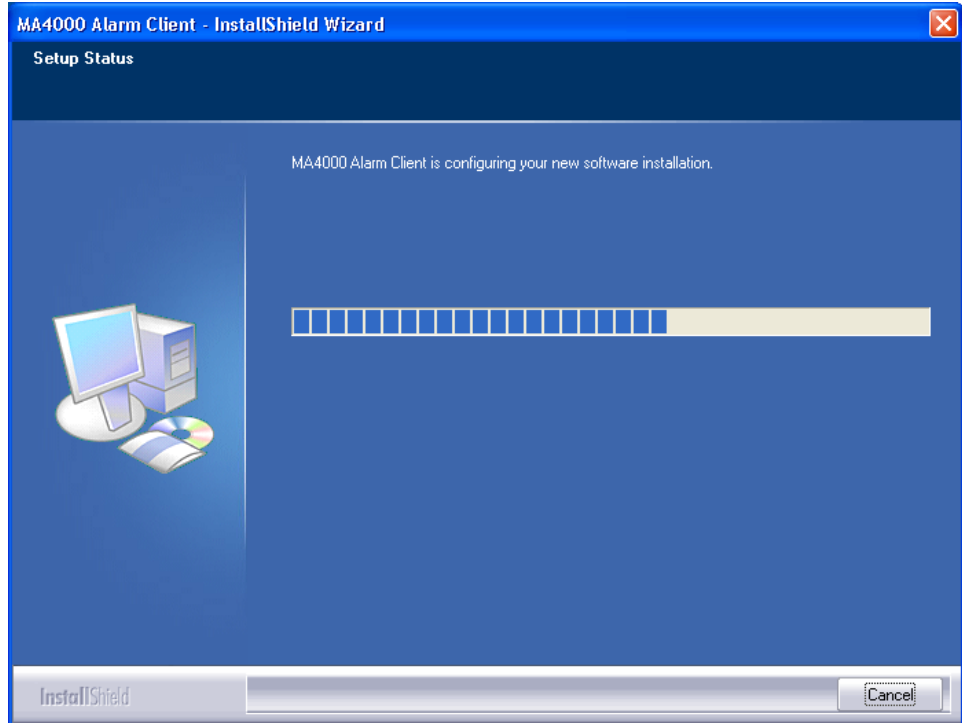 MA4000 Alarm Client - InstallShield Wizard
Setup Status
MA4000 Alarm Client is configuring your new software installation.
InstallShield
Cancel